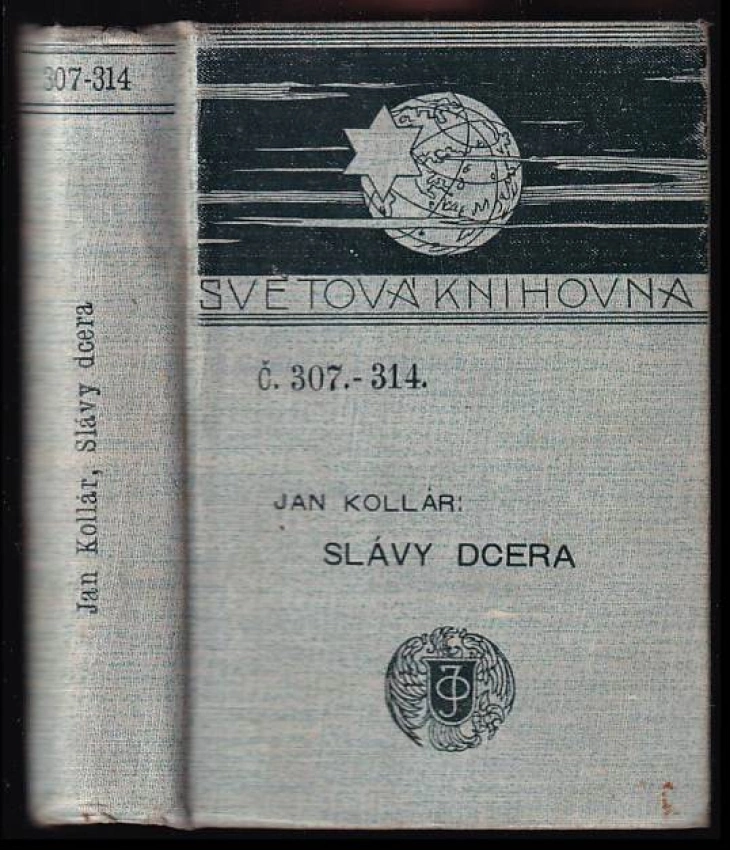 307-314
Jan Kollár, Slávy dcera
SVĚTOVÁ KNIHOVNA
Č. 307.-314.
JAN KOLLÁR:
SLÁVY DCERA